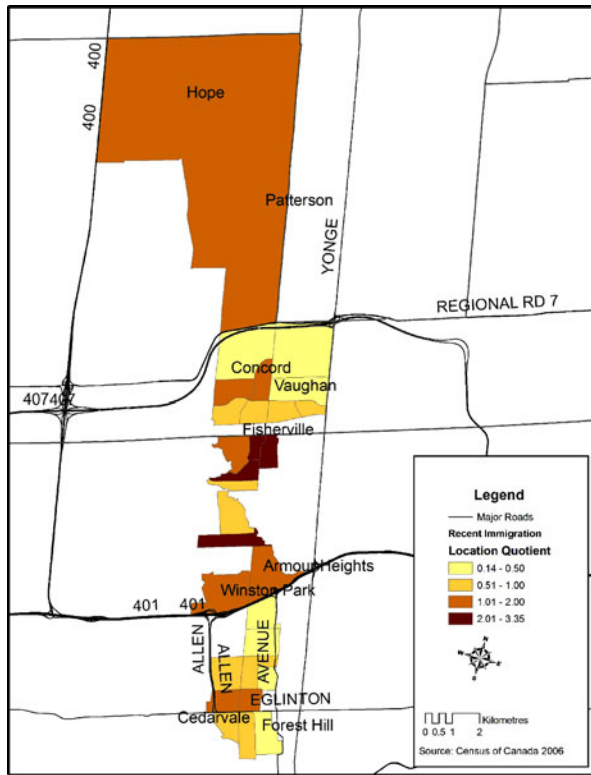 400
400
Hope
Patterson
YONGE
REGIONAL RD 7
Concord
Vaughan
407407
Fisherville
Armour Heights
Winston Park
401 401
ALLEN
ALLEN
AVENUE
EGLINTON
Cedarvale
Forest Hill
Legend
Major Roads
Recent Immigration
Location Quotient
0.14 - 0.50
0.51 - 1.00
1.01 - 2.00
2.01 - 3.35
N
W
E
S
Kilometres
0 0.5 1 2
Source: Census of Canada 2006